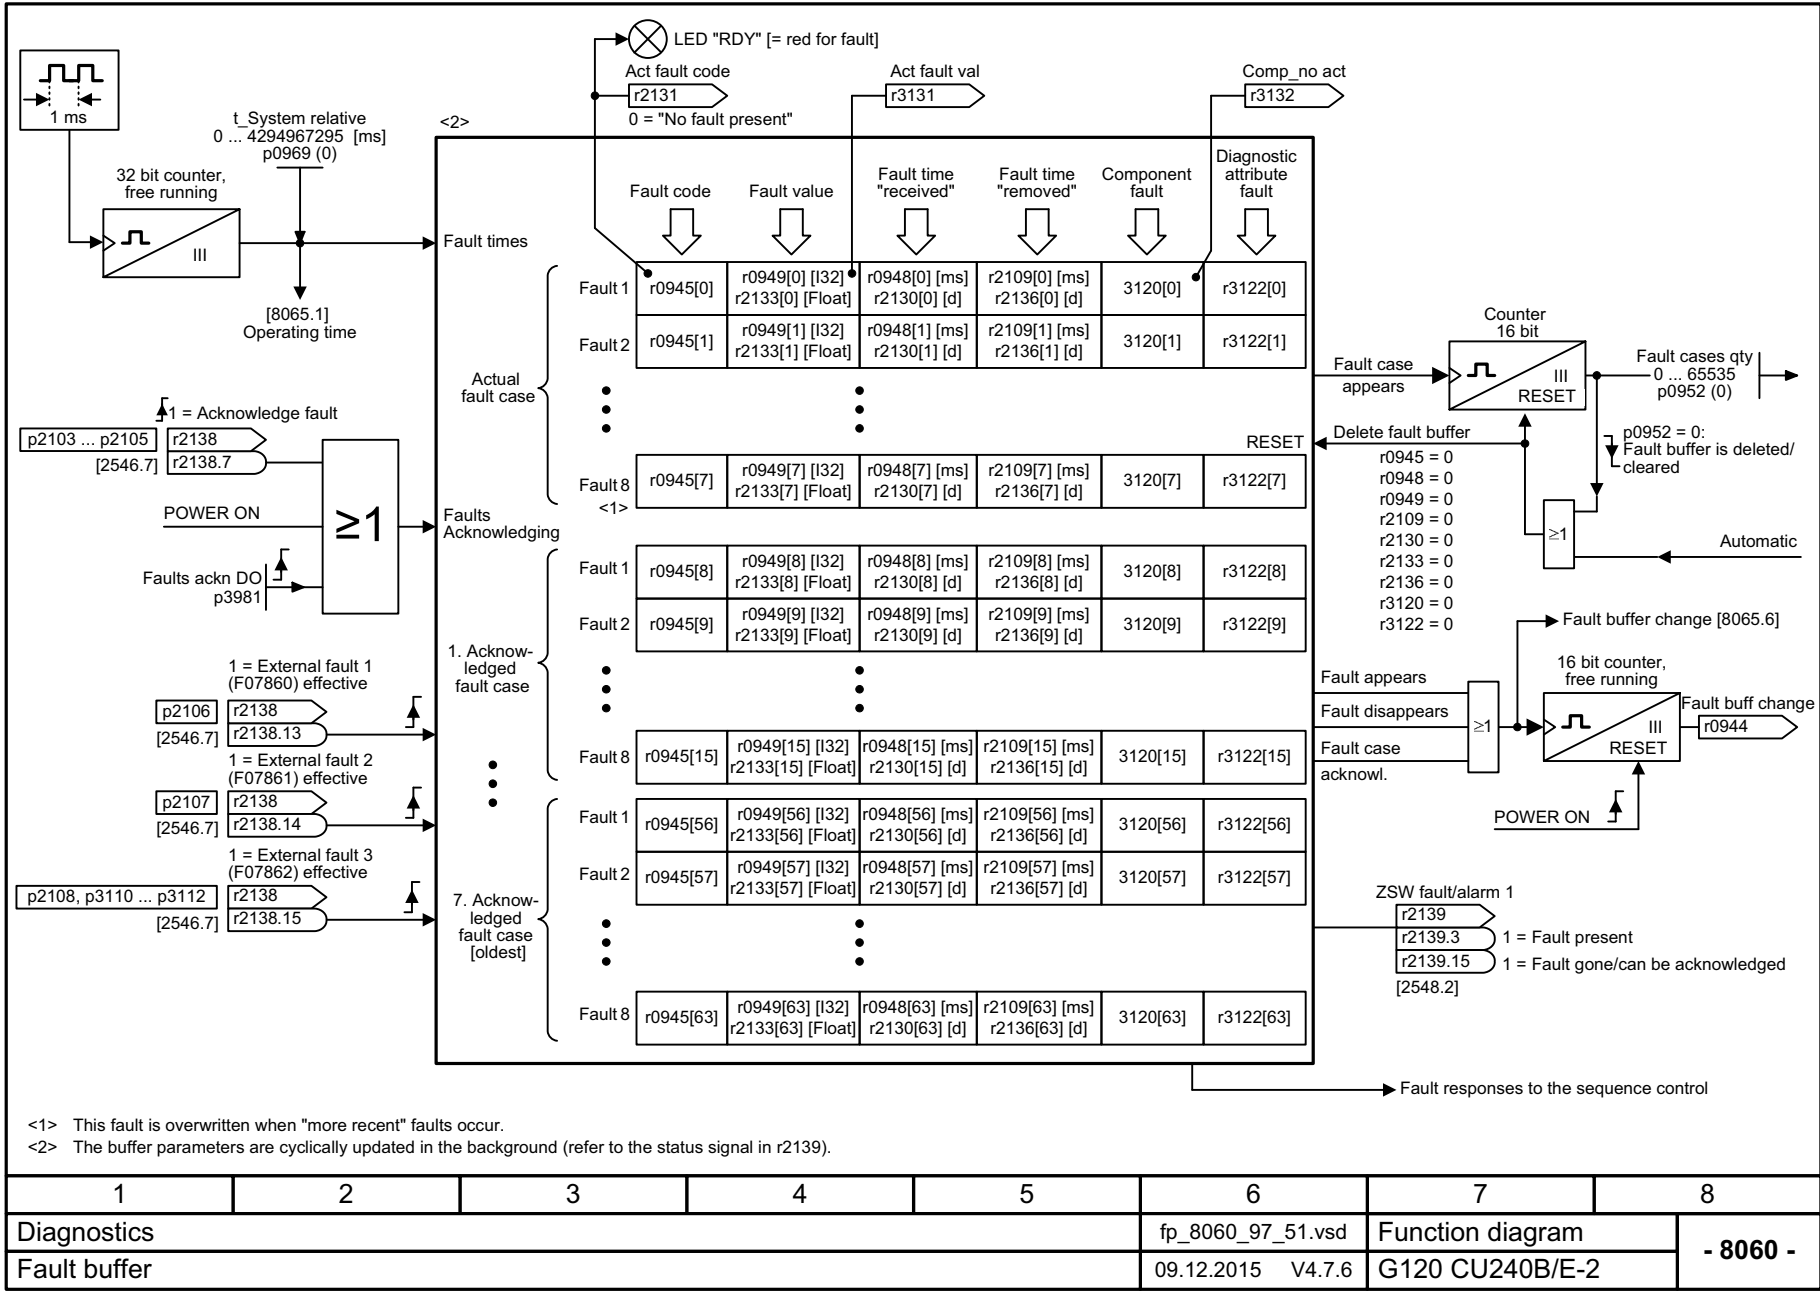 LED "RDY" [= red for fault]
Act fault code
r2131
0 = "No fault present"
Act fault val
r3131
Comp_no act
r3132
1 ms
t_System relative
0 ... 4294967295 [ms]
p0969 (0)
<2>
32 bit counter,
free running
III
[8065.1]
Operating time
Fault times
Fault code
Fault value
Fault time
"received"
Fault time
"removed"
Component
fault
Diagnostic
attribute
fault
Actual
fault case
Fault 1
r0945[0]
r0949[0] [I32]
r2133[0] [Float]
r0948[0] [ms]
r2130[0] [d]
r2109[0] [ms]
r2136[0] [d]
3120[0]
r3122[0]
Fault 2
r0945[1]
r0949[1] [I32]
r2133[1] [Float]
r0948[1] [ms]
r2130[1] [d]
r2109[1] [ms]
r2136[1] [d]
3120[1]
r3122[1]
Fault 8
<1>
r0945[7]
r0949[7] [I32]
r2133[7] [Float]
r0948[7] [ms]
r2130[7] [d]
r2109[7] [ms]
r2136[7] [d]
3120[7]
r3122[7]
1 = Acknowledge fault
p2103 ... p2105
r2138
[2546.7]
r2138.7
POWER ON
≥1
Faults ackn DO
p3981
Faults
Acknowledging
1. Acknow-
ledged
fault case
Fault 1
r0945[8]
r0949[8] [I32]
r2133[8] [Float]
r0948[8] [ms]
r2130[8] [d]
r2109[8] [ms]
r2136[8] [d]
3120[8]
r3122[8]
Fault 2
r0945[9]
r0949[9] [I32]
r2133[9] [Float]
r0948[9] [ms]
r2130[9] [d]
r2109[9] [ms]
r2136[9] [d]
3120[9]
r3122[9]
Fault 8
r0945[15]
r0949[15] [I32]
r2133[15] [Float]
r0948[15] [ms]
r2130[15] [d]
r2109[15] [ms]
r2136[15] [d]
3120[15]
r3122[15]
1 = External fault 1
(F07860) effective
p2106
r2138
[2546.7]
r2138.13
1 = External fault 2
(F07861) effective
p2107
r2138
[2546.7]
r2138.14
1 = External fault 3
(F07862) effective
p2108, p3110 ... p3112
r2138
[2546.7]
r2138.15
7. Acknow-
ledged
fault case
[oldest]
Fault 1
r0945[56]
r0949[56] [I32]
r2133[56] [Float]
r0948[56] [ms]
r2130[56] [d]
r2109[56] [ms]
r2136[56] [d]
3120[56]
r3122[56]
Fault 2
r0945[57]
r0949[57] [I32]
r2133[57] [Float]
r0948[57] [ms]
r2130[57] [d]
r2109[57] [ms]
r2136[57] [d]
3120[57]
r3122[57]
Fault 8
r0945[63]
r0949[63] [I32]
r2133[63] [Float]
r0948[63] [ms]
r2130[63] [d]
r2109[63] [ms]
r2136[63] [d]
3120[63]
r3122[63]
Fault case
appears
Counter
16 bit
III
RESET
Fault cases qty
0 ... 65535
p0952 (0)
RESET
Delete fault buffer
r0945 = 0
r0948 = 0
r0949 = 0
r2109 = 0
r2130 = 0
r2133 = 0
r2136 = 0
r3120 = 0
r3122 = 0
p0952 = 0:
Fault buffer is deleted/
cleared
≥1
Automatic
Fault buffer change [8065.6]
Fault appears
Fault disappears
Fault case
acknowl.
≥1
16 bit counter,
free running
III
RESET
Fault buff change
r0944
POWER ON
ZSW fault/alarm 1
r2139
r2139.3
1 = Fault present
r2139.15
1 = Fault gone/can be acknowledged
[2548.2]
Fault responses to the sequence control
<1> This fault is overwritten when "more recent" faults occur.
<2> The buffer parameters are cyclically updated in the background (refer to the status signal in r2139).
1 2 3 4 5 6 7 8
Diagnostics
fp_8060_97_51.vsd
Function diagram
- 8060 -
Fault buffer
09.12.2015 V4.7.6
G120 CU240B/E-2